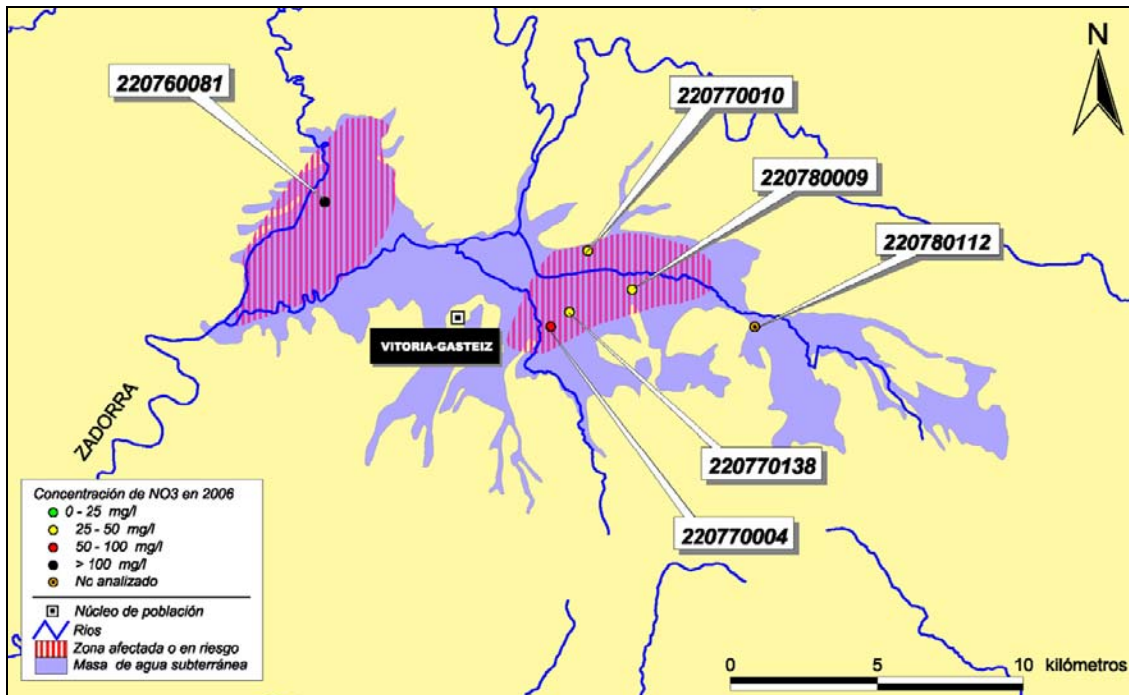 N
220760081
220770010
220780009
220780112
VITORIA-GASTEIZ
ZADORRA
220770138
220770004
Concentración de NO3 en 2006
0 - 25 mg/l
25 - 50 mg/l
50 - 100 mg/l
> 100 mg/l
No analizado
Núcleo de población
Rios
Zona afectada o en riesgo
Masa de agua subterránea
0 5 10 kilómetros